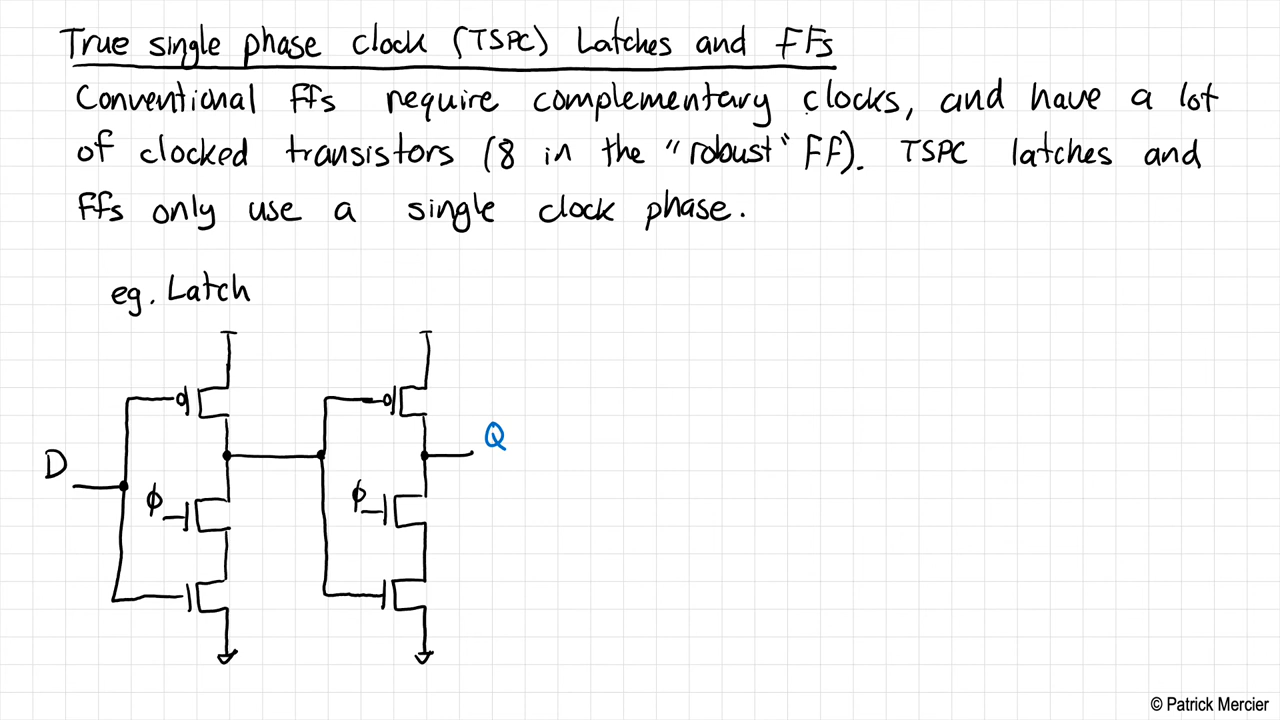 True single phase clock (TSPC) Latches and FFs
Conventional FFs require complementary clocks, and have a lot
of clocked transistors (8 in the "robust" FF). TSPC latches and
FFs only use a single clock phase.
eg. Latch
Q
D
ϕ
ϕ
© Patrick Mercier